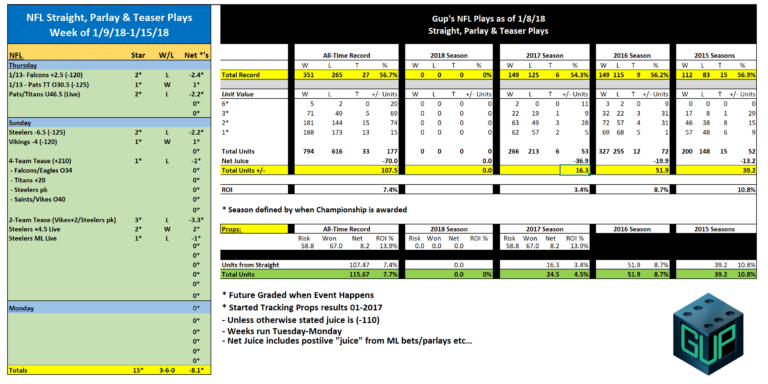 NFL Straight, Parlay & Teaser Plays
Week of 1/9/18-1/15/18
NFL Star W/L Net *'s
Thursday
1/13- Falcons +2.5 (-120) 2* L -2.4*
1/13 - Pats TT O30.5 (-125) 1* W 1*
Pats/Titans U46.5 (Live) 2* L -2.2*
0*
0*
Sunday
Steelers -6.5 (-125) 2* L -2.2*
Vikings -4 (-120) 1* W 1*
0*
4-Team Tease (+210) 1* L -1*
- Falcons/Eagles O34 0*
- Titans +20 0*
- Steelers pk 0*
- Saints/Vikes O40 0*
0*
2-Team Tease (Vikes+2/Steelers pk) 3* L -3.3*
Steelers +4.5 Live 2* W 2*
Steelers ML Live 1* L -1*
0*
0*
0*
0*
0*
0*
Monday 0*
0*
0*
0*
0*
0*
Totals 15* 3-6-0 -8.1*
Gup's NFL Plays as of 1/8/18
Straight, Parlay & Teaser Plays
All-Time Record 2018 Season 2017 Season 2016 Season 2015 Seasons
W L T % W L T % W L T % W L T % W L T %
Total Record 351 265 27 56.7% 0 0 0 0% 149 125 6 54.3% 149 115 9 56.2% 112 83 15 56.9%
Unit Value W L T +/- Units W L T +/- Units W L T +/- Units W L T +/- Units W L T +/- Units
6* 5 2 0 20 2 0 0 11 3 2 0 9 0 0 0 0
3* 71 49 5 69 22 19 1 9 32 22 3 31 17 8 1 29
2* 181 144 15 74 63 49 3 28 72 57 4 31 46 38 8 15
1* 188 173 13 15 62 57 2 5 69 68 5 1 57 48 6 9
Total Units 794 616 33 177 0 0 0 0 266 213 6 53 327 255 12 72 200 148 15 52
Net Juice -70.0 0.0 -36.9 -19.9 -13.2
Total Units +/- 107.5 0.0 16.3 51.9 39.2
ROI 7.4% 3.4% 8.7% 10.8%
* Season defined by when Championship is awarded
Props: All-Time Record 2018 Season 2017 Season 2016 Season 2015 Seasons
Risk Won Net ROI % Risk Won Net ROI % Risk Won Net ROI %
58.8 67.0 8.2 13.9% 0.0 0.0 0.0 58.8 67.0 8.2 13.9%
Units from Straight 107.47 7.4% 0.0 16.3 3.4% 51.9 8.7% 39.2 10.8%
Total Units 115.67 7.7% 0.0 0% 24.5 4.5% 51.9 8.7% 39.2 10.8%
* Future Graded when Event Happens
* Started Tracking Props results 01-2017
- Unless otherwise stated juice is (-110)
- Weeks run Tuesday-Monday
- Net Juice includes postiive "juice" from ML bets/parlays etc...
GUP